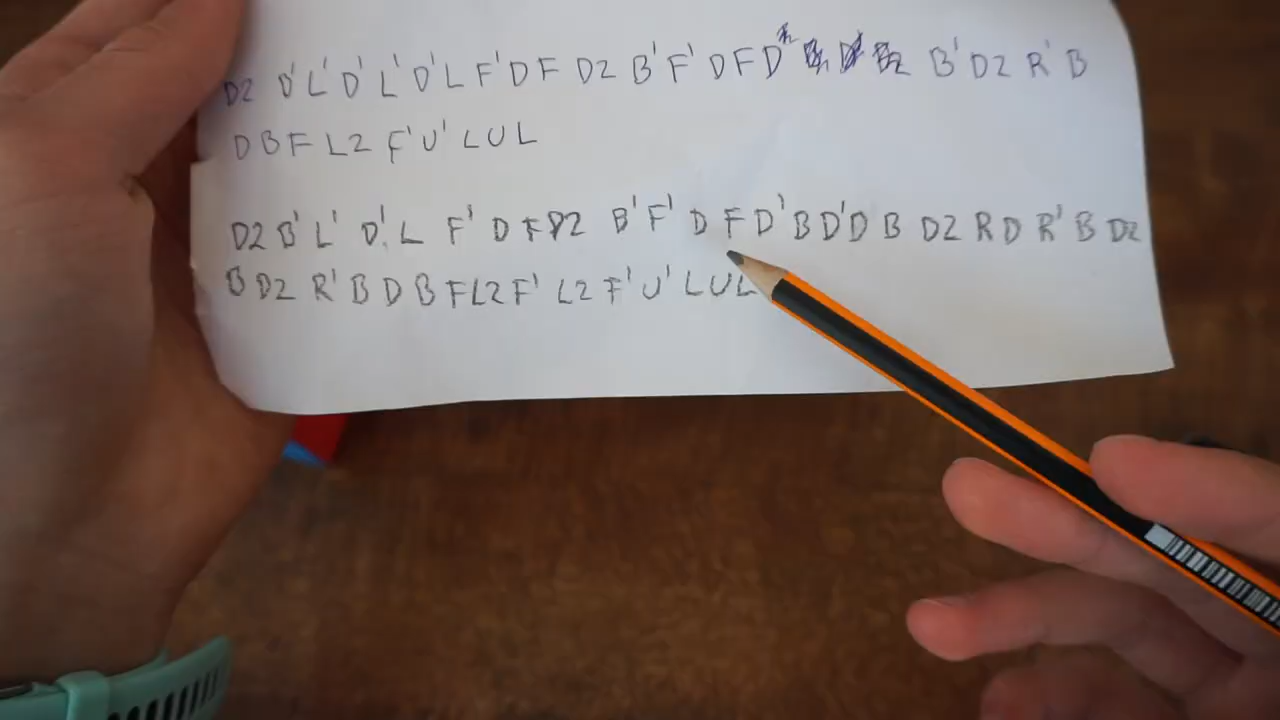 D2 D' L' D' L' D' L F' D F D2 B' F' D F D B' D2 R' B
D B F L2 F' U' L U L
D2 B' L' D' L F' D F D2 B' F' D F D' B D' D B D2 R D R' B D2
B D2 R' B D B F L2 F' L2 F' U' L U L